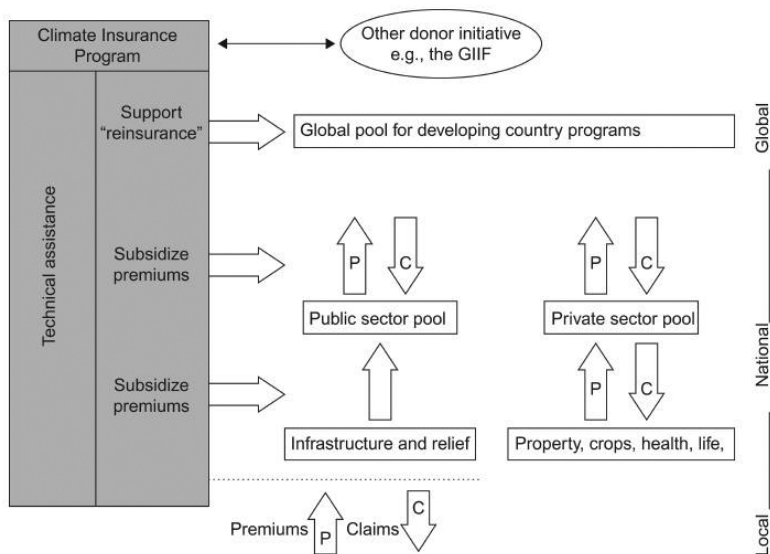 Climate Insurance
Program
Other donor initiative
e.g., the GIIF
Technical assistance
Support
“reinsurance”
Global pool for developing country programs
Global
Subsidize
premiums
P
C
P
C
Public sector pool
Private sector pool
National
Subsidize
premiums
P
C
Infrastructure and relief
Property, crops, health, life,
Local
Premiums
P
Claims
C